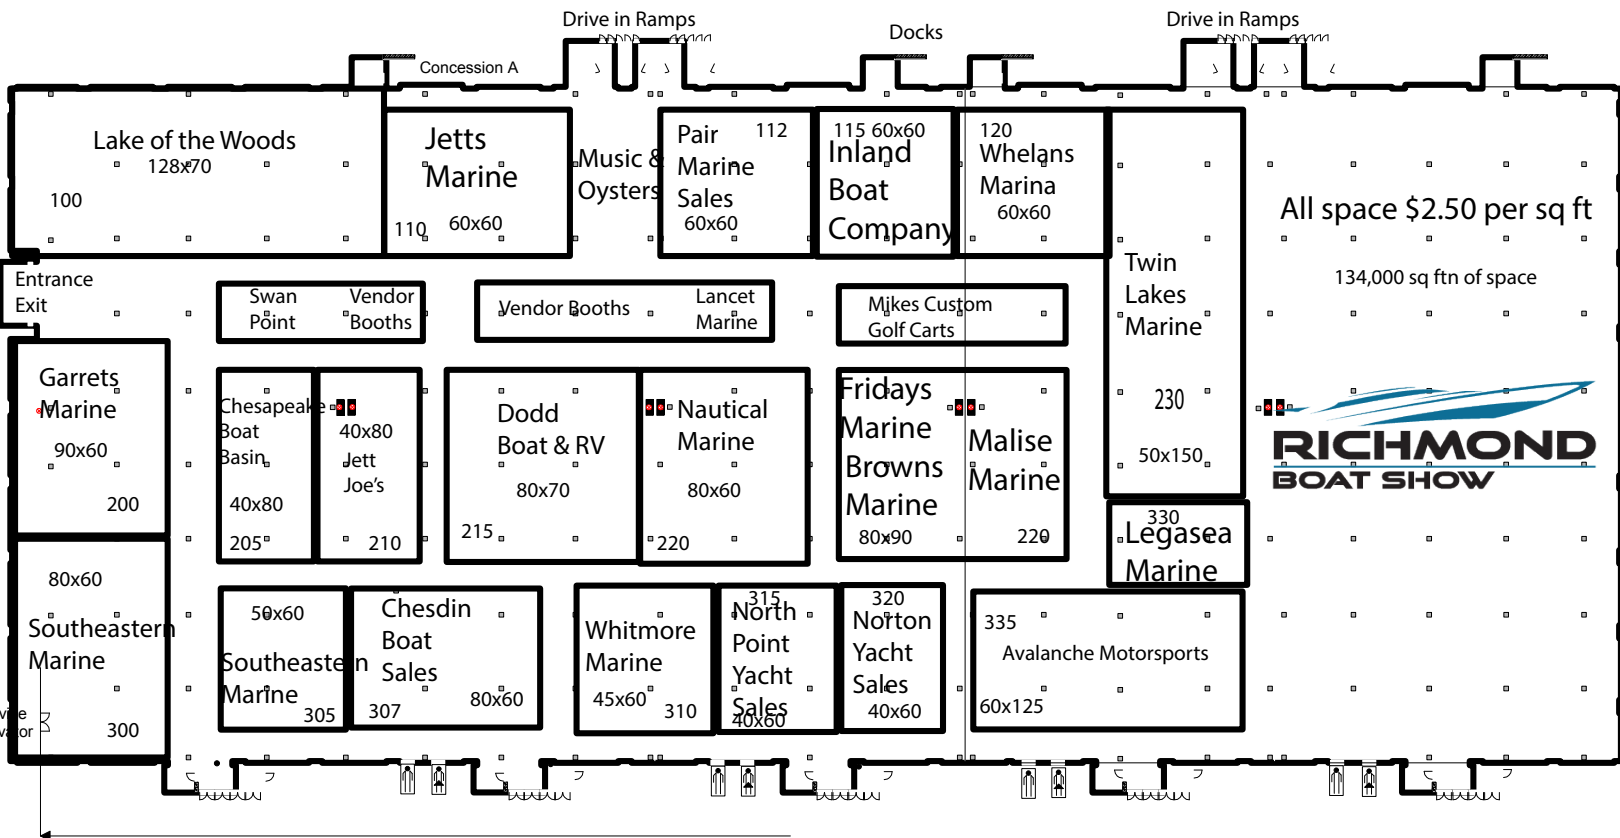 Drive in Ramps
Docks
Drive in Ramps
Concession A
Lake of the Woods
128x70
100
Jetts
Marine
110
60x60
Music &
Oysters
Pair
Marine
Sales
112
60x60
115 60x60
Inland
Boat
Company
120
Whelans
Marina
60x60
All space $2.50 per sq ft
134,000 sq ftn of space
Entrance
Exit
Swan
Point
Vendor
Booths
Vendor Booths
Lancet
Marine
Mikes Custom
Golf Carts
Twin
Lakes
Marine
230
50x150
Garrets
Marine
90x60
200
Chesapeake
Boat
Basin
40x80
205
40x80
Jett
Joe's
210
Dodd
Boat & RV
80x70
215
Nautical
Marine
80x60
220
Fridays
Marine
Browns
Marine
80x90
Malise
Marine
220
RICHMOND
BOAT SHOW
330
Legasea
Marine
80x60
Southeastern
Marine
300
50x60
Southeastern
Marine
305
Chesdin
Boat
Sales
80x60
307
Whitmore
Marine
45x60
310
315
North
Point
Yacht
Sales
40x60
320
Norton
Yacht
Sales
40x60
335
Avalanche Motorsports
60x125